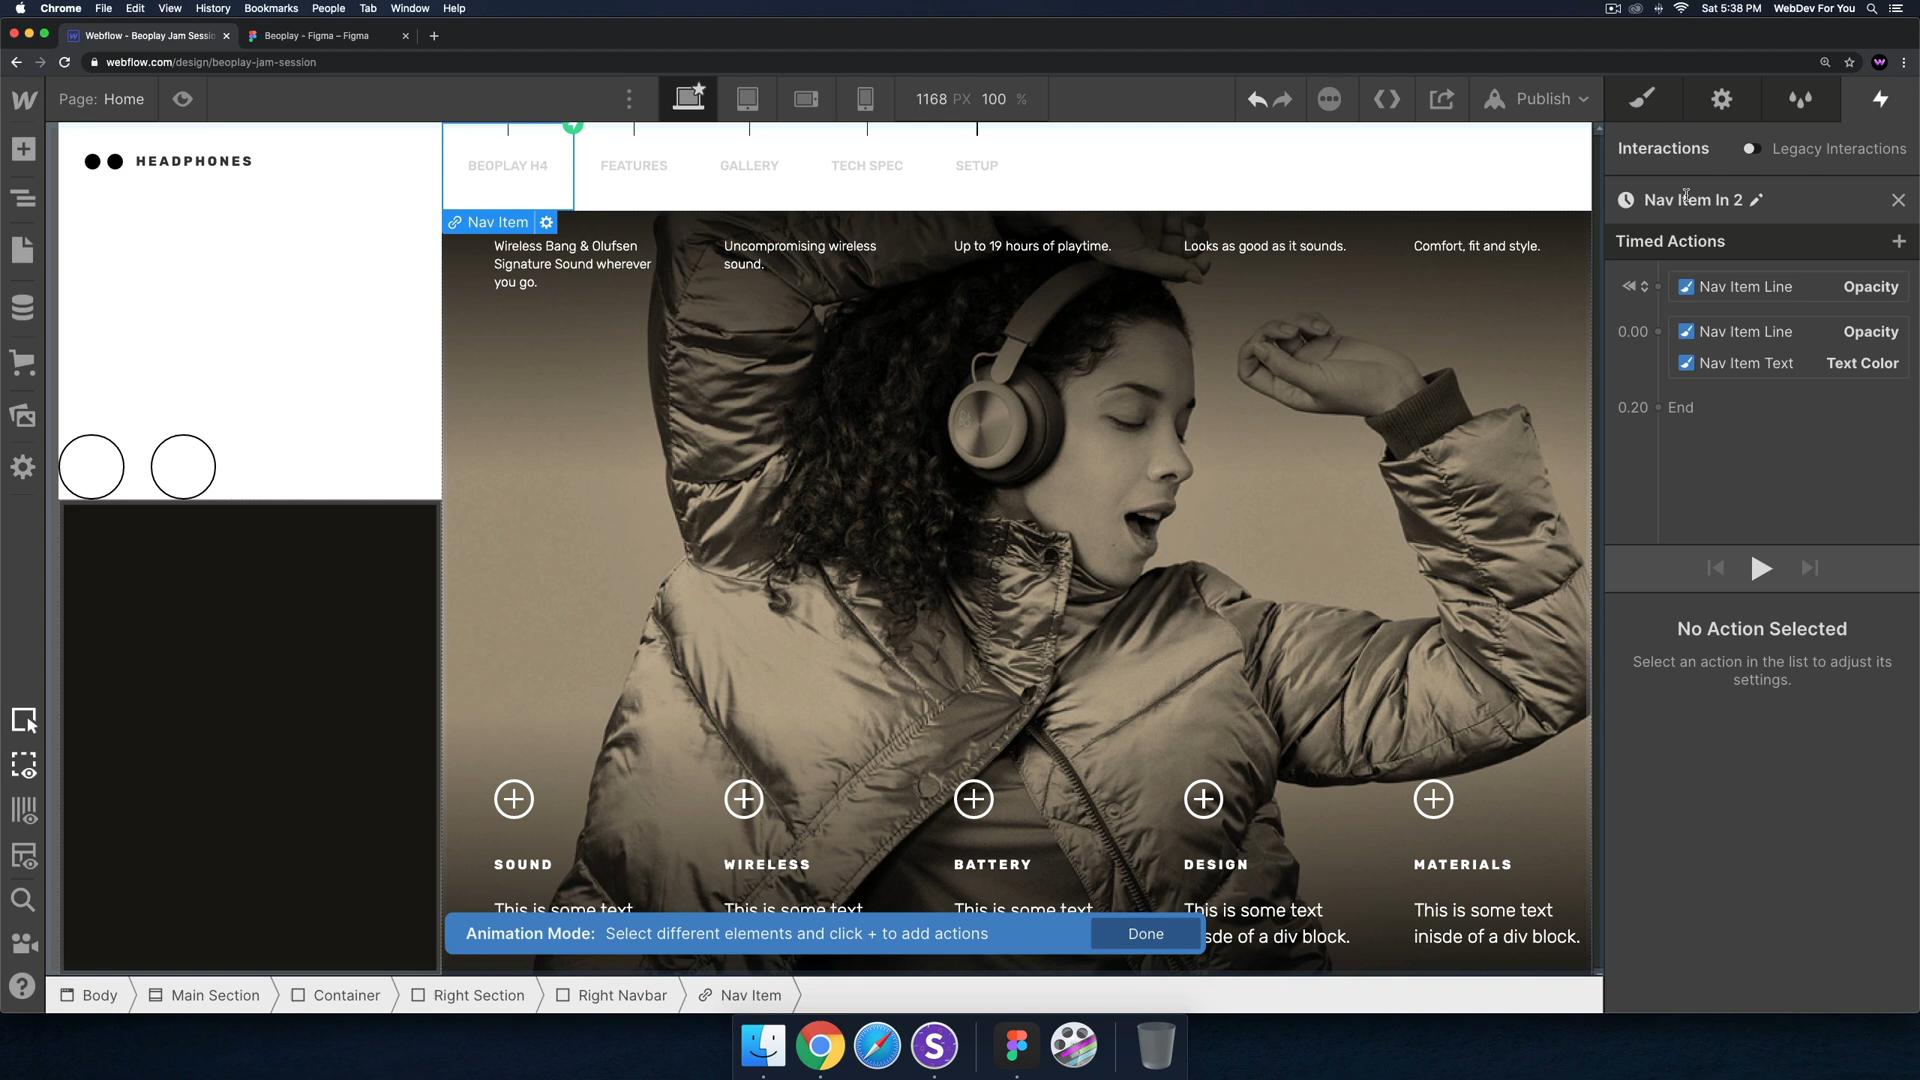 Chrome File Edit View History Bookmarks People Tab Window Help
Sat 5:38 PM WebDev For You
Webflow - Beoplay Jam Sessio
Beoplay - Figma – Figma
webflow.com/design/beoplay-jam-session
Page: Home
1168 PX 100 %
Publish
HEADPHONES
BEOPLAY H4 FEATURES GALLERY TECH SPEC SETUP
Nav Item
Wireless Bang & Olufsen
Signature Sound wherever
you go.
Uncompromising wireless
sound.
Up to 19 hours of playtime.
Looks as good as it sounds.
Comfort, fit and style.
SOUND WIRELESS BATTERY DESIGN MATERIALS
This is some text
This is some text
This is some text
This is some text
sde of a div block.
This is some text
inisde of a div block.
Animation Mode: Select different elements and click + to add actions
Done
Body Main Section Container Right Section Right Navbar Nav Item
Interactions Legacy Interactions
Nav Item In 2
Timed Actions
Nav Item Line Opacity
0.00 Nav Item Line Opacity
Nav Item Text Text Color
0.20 End
No Action Selected
Select an action in the list to adjust its
settings.